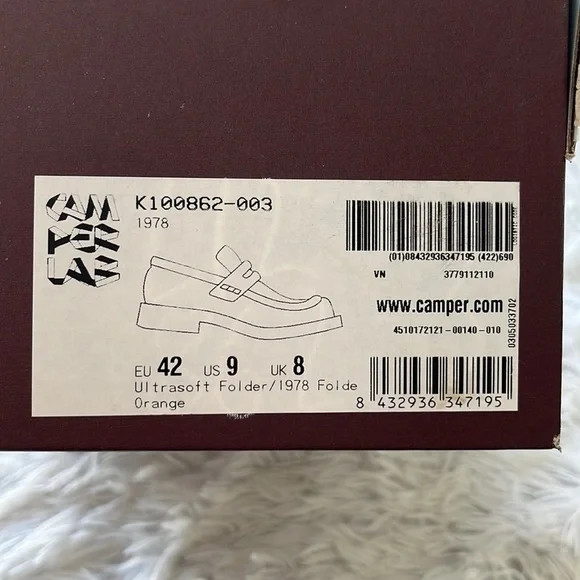 CAM
PER
LAB
K100862-003
1978
EU 42 US 9 UK 8
Ultrasoft Folder/1978 Folde
Orange
(01)08432936347195 (422)690
VN 3779112110
www.camper.com
4510172121-00140-010
0305033702
8 432936 347195